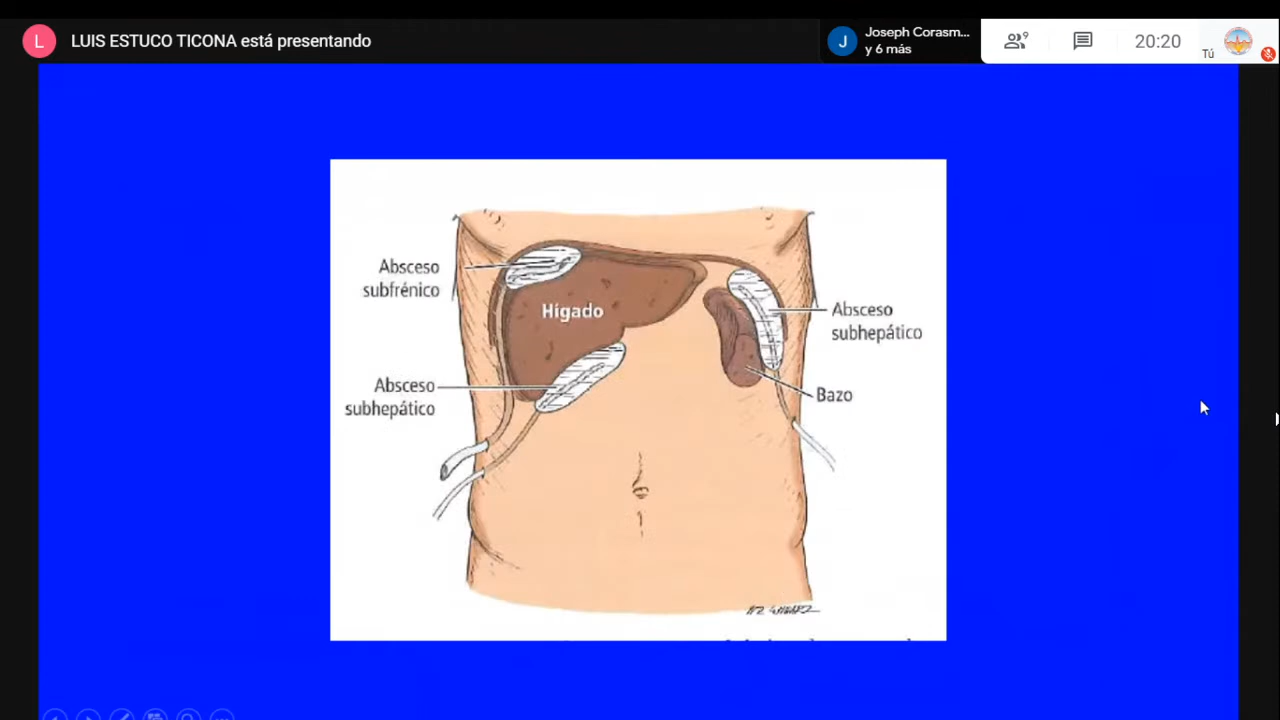 L
LUIS ESTUCO TICONA está presentando
J
Joseph Corasm...
y 6 más
9
20:20
Tú
Absceso
subfrénico
Hígado
Absceso
subhepático
Absceso
subhepático
Bazo